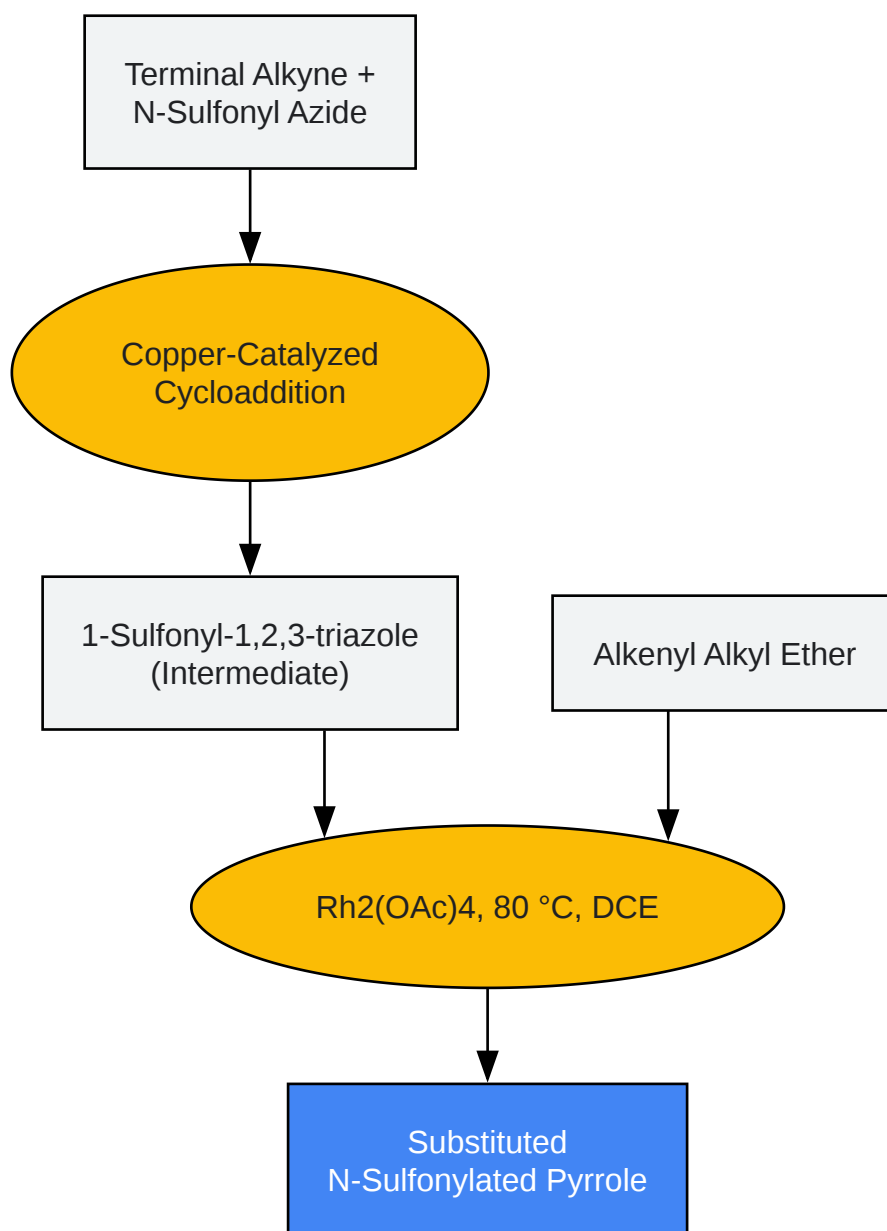 Terminal Alkyne +
N-Sulfonyl Azide
Copper-Catalyzed
Cycloaddition
1-Sulfonyl-1,2,3-triazole
(Intermediate)
Alkenyl Alkyl Ether
Rh2(OAc)4, 80 °C, DCE
Substituted
N-Sulfonylated Pyrrole